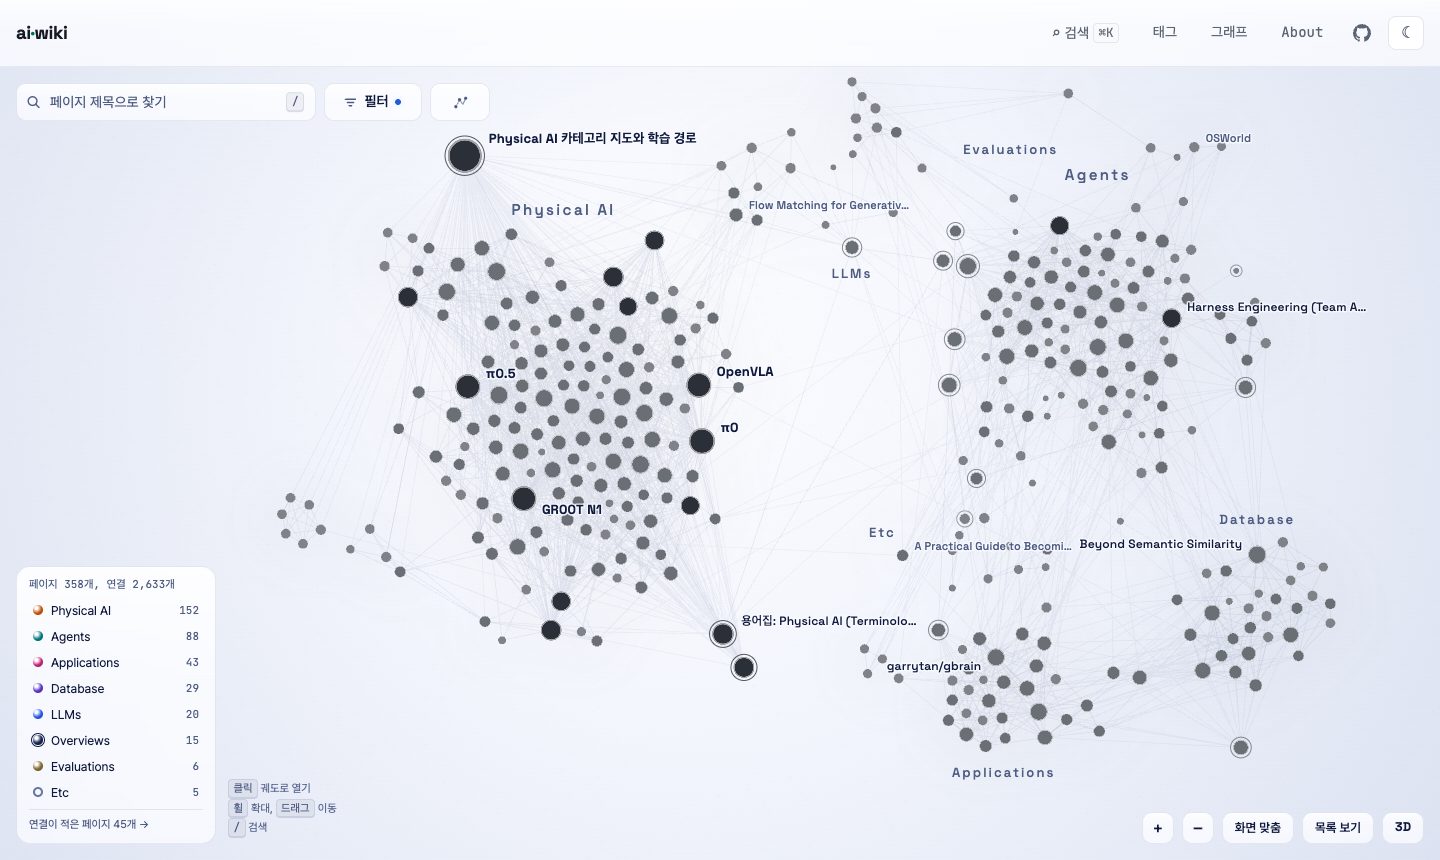 ai·wiki
검색 ⌘K
태그
그래프
About
페이지 제목으로 찾기 /
필터
Physical AI 카테고리 지도와 학습 경로
Evaluations
OSWorld
Agents
Physical AI
Flow Matching for Generativ...
LLMs
Harness Engineering (Team A...
π0.5
OpenVLA
π0
GR00T N1
Etc
A Practical Guide to Becomi...
Beyond Semantic Similarity
Database
용어집: Physical AI (Terminolo...
garrytan/gbrain
Applications
페이지 358개, 연결 2,633개
Physical AI 152
Agents 88
Applications 43
Database 29
LLMs 20
Overviews 15
Evaluations 6
Etc 5
연결이 적은 페이지 45개 →
클릭 궤도로 열기
휠 확대, 드래그 이동
/ 검색
+
−
화면 맞춤
목록 보기
3D